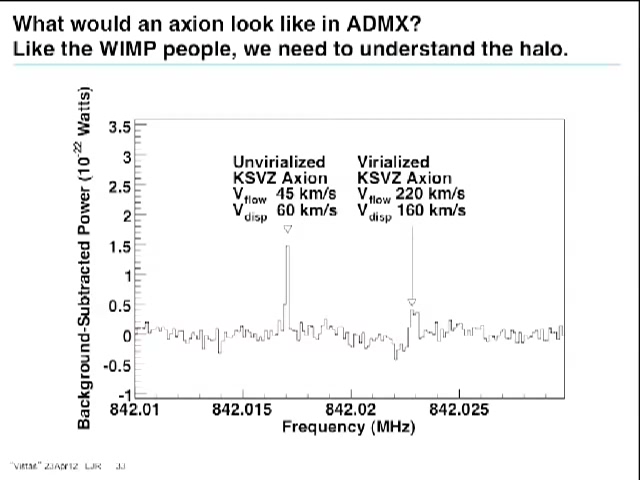 What would an axion look like in ADMX?
Like the WIMP people, we need to understand the halo.
Background-Subtracted Power (10⁻²² Watts)
3.5
3
2.5
2
1.5
1
0.5
0
-0.5
-1
Unvirialized
KSVZ Axion
Vflow 45 km/s
Vdisp 60 km/s
Virialized
KSVZ Axion
Vflow 220 km/s
Vdisp 160 km/s
842.01
842.015
842.02
842.025
Frequency (MHz)
LJR
33